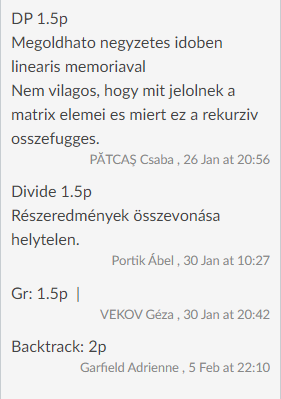 DP 1.5p
Megoldhato negyzetes idoben
linearis memoriaval
Nem vilagos, hogy mit jelolnek a
matrix elemei es miert ez a rekurziv
osszefugges.
PĂTCAȘ Csaba , 26 Jan at 20:56
Divide 1.5p
Részeredmények összevonása
helytelen.
Portik Ábel , 30 Jan at 10:27
Gr: 1.5p |
VEKOV Géza , 30 Jan at 20:42
Backtrack: 2p
Garfield Adrienne , 5 Feb at 22:10